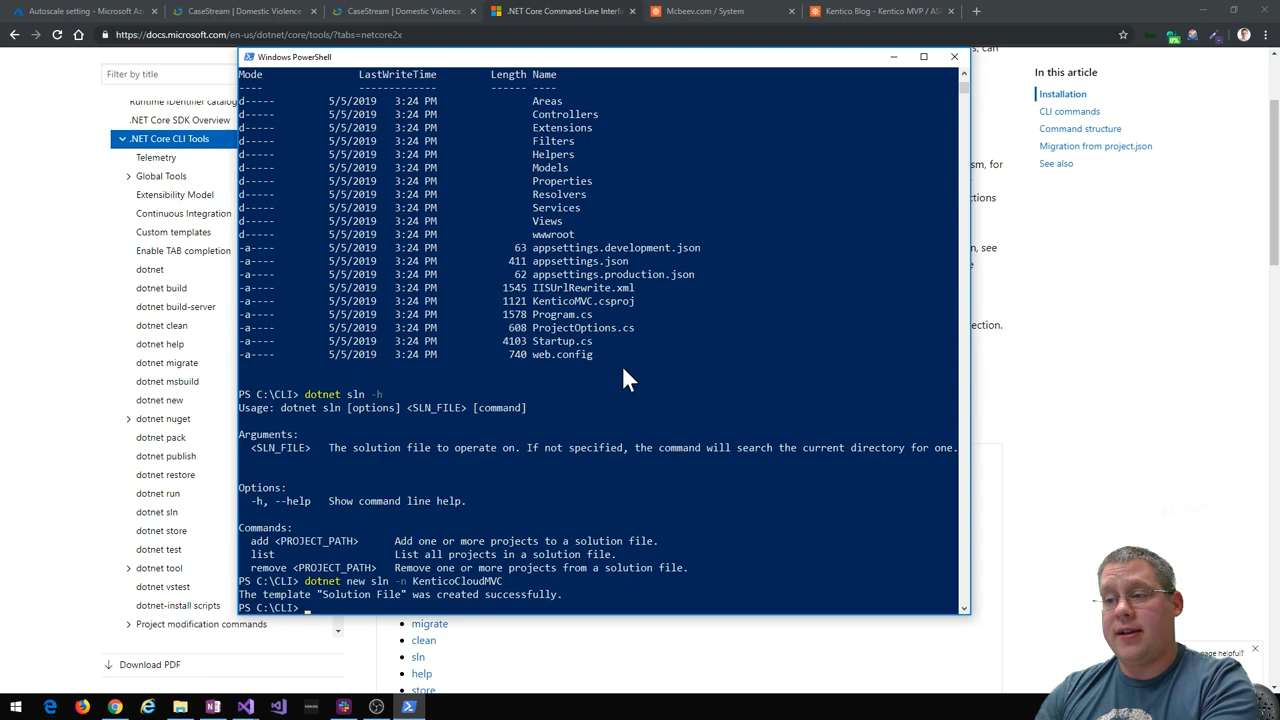 Autoscale setting - Microsoft Az
CaseStream | Domestic Violence
CaseStream | Domestic Violence
.NET Core Command-Line Interf
Mcbeev.com / System
Kentico Blog - Kentico MVP / AS
https://docs.microsoft.com/en-us/dotnet/core/tools/?tabs=netcore2x
Filter by title
Runtime IDentifier catalog
.NET Core SDK Overview
.NET Core CLI Tools
Telemetry
Global Tools
Extensibility Model
Continuous Integration
Custom templates
Enable TAB completion
dotnet
dotnet build
dotnet build-server
dotnet clean
dotnet help
dotnet migrate
dotnet msbuild
dotnet new
dotnet nuget
dotnet pack
dotnet publish
dotnet restore
dotnet run
dotnet sln
dotnet store
dotnet test
dotnet tool
dotnet vstest
dotnet-install scripts
Project modification commands
Download PDF
Windows PowerShell
Mode LastWriteTime Length Name
---- ------------- ------ ----
d----- 5/5/2019 3:24 PM Areas
d----- 5/5/2019 3:24 PM Controllers
d----- 5/5/2019 3:24 PM Extensions
d----- 5/5/2019 3:24 PM Filters
d----- 5/5/2019 3:24 PM Helpers
d----- 5/5/2019 3:24 PM Models
d----- 5/5/2019 3:24 PM Properties
d----- 5/5/2019 3:24 PM Resolvers
d----- 5/5/2019 3:24 PM Services
d----- 5/5/2019 3:24 PM Views
d----- 5/5/2019 3:24 PM wwwroot
-a---- 5/5/2019 3:24 PM 63 appsettings.development.json
-a---- 5/5/2019 3:24 PM 411 appsettings.json
-a---- 5/5/2019 3:24 PM 62 appsettings.production.json
-a---- 5/5/2019 3:24 PM 1545 IISUrlRewrite.xml
-a---- 5/5/2019 3:24 PM 1121 KenticoMVC.csproj
-a---- 5/5/2019 3:24 PM 1578 Program.cs
-a---- 5/5/2019 3:24 PM 608 ProjectOptions.cs
-a---- 5/5/2019 3:24 PM 4103 Startup.cs
-a---- 5/5/2019 3:24 PM 740 web.config
PS C:\CLI> dotnet sln -h
Usage: dotnet sln [options] <SLN_FILE> [command]
Arguments:
<SLN_FILE> The solution file to operate on. If not specified, the command will search the current directory for one.
Options:
-h, --help Show command line help.
Commands:
add <PROJECT_PATH> Add one or more projects to a solution file.
list List all projects in a solution file.
remove <PROJECT_PATH> Remove one or more projects from a solution file.
PS C:\CLI> dotnet new sln -n KenticoCloudMVC
The template "Solution File" was created successfully.
PS C:\CLI>
migrate
clean
sln
help
store
, can
sm, for
ctions
m, see
e
ection.
In this article
Installation
CLI commands
Command structure
Migration from project.json
See also
age helpful?